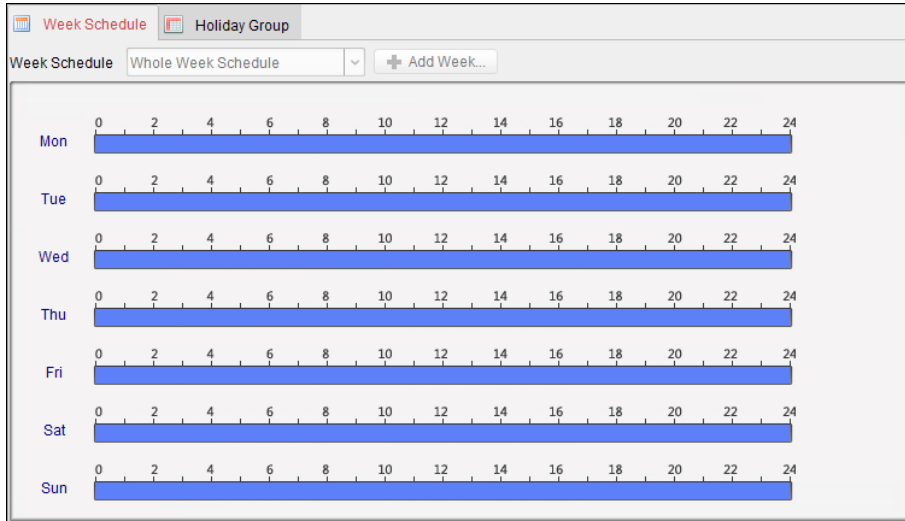 Week Schedule Holiday Group
Week Schedule Whole Week Schedule Add Week...
0 2 4 6 8 10 12 14 16 18 20 22 24
Mon
0 2 4 6 8 10 12 14 16 18 20 22 24
Tue
0 2 4 6 8 10 12 14 16 18 20 22 24
Wed
0 2 4 6 8 10 12 14 16 18 20 22 24
Thu
0 2 4 6 8 10 12 14 16 18 20 22 24
Fri
0 2 4 6 8 10 12 14 16 18 20 22 24
Sat
0 2 4 6 8 10 12 14 16 18 20 22 24
Sun